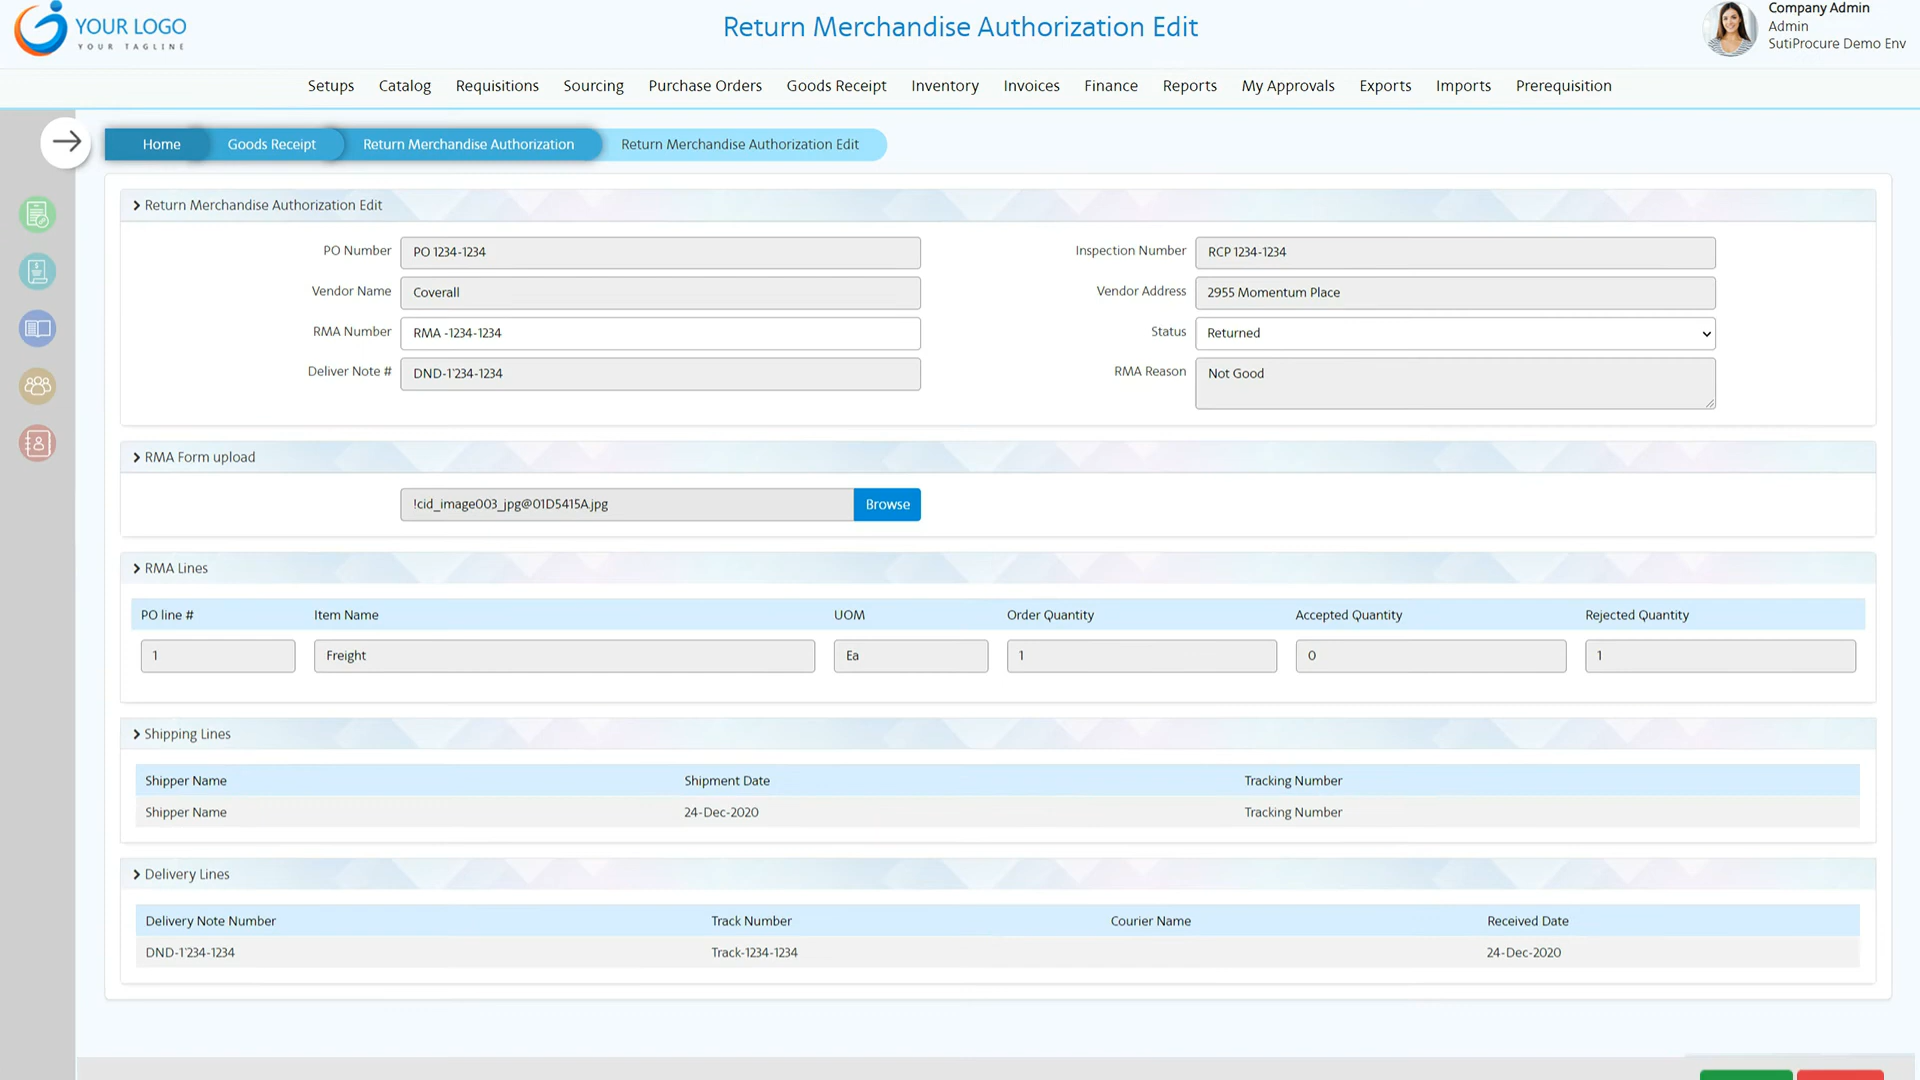 YOUR LOGO
YOUR TAGLINE
Return Merchandise Authorization Edit
Company Admin
Admin
SutiProcure Demo Env
Setups Catalog Requisitions Sourcing Purchase Orders Goods Receipt Inventory Invoices Finance Reports My Approvals Exports Imports Prerequisition
Home Goods Receipt Return Merchandise Authorization Return Merchandise Authorization Edit
Return Merchandise Authorization Edit
PO Number PO 1234-1234 Inspection Number RCP 1234-1234
Vendor Name Coverall Vendor Address 2955 Momentum Place
RMA Number RMA -1234-1234 Status Returned
Deliver Note # DND-1'234-1234 RMA Reason Not Good
RMA Form upload
!cid_image003_jpg@01D5415A.jpg Browse
RMA Lines
PO line # Item Name UOM Order Quantity Accepted Quantity Rejected Quantity
1 Freight Ea 1 0 1
Shipping Lines
Shipper Name Shipment Date Tracking Number
Shipper Name 24-Dec-2020 Tracking Number
Delivery Lines
Delivery Note Number Track Number Courier Name Received Date
DND-1'234-1234 Track-1234-1234 24-Dec-2020